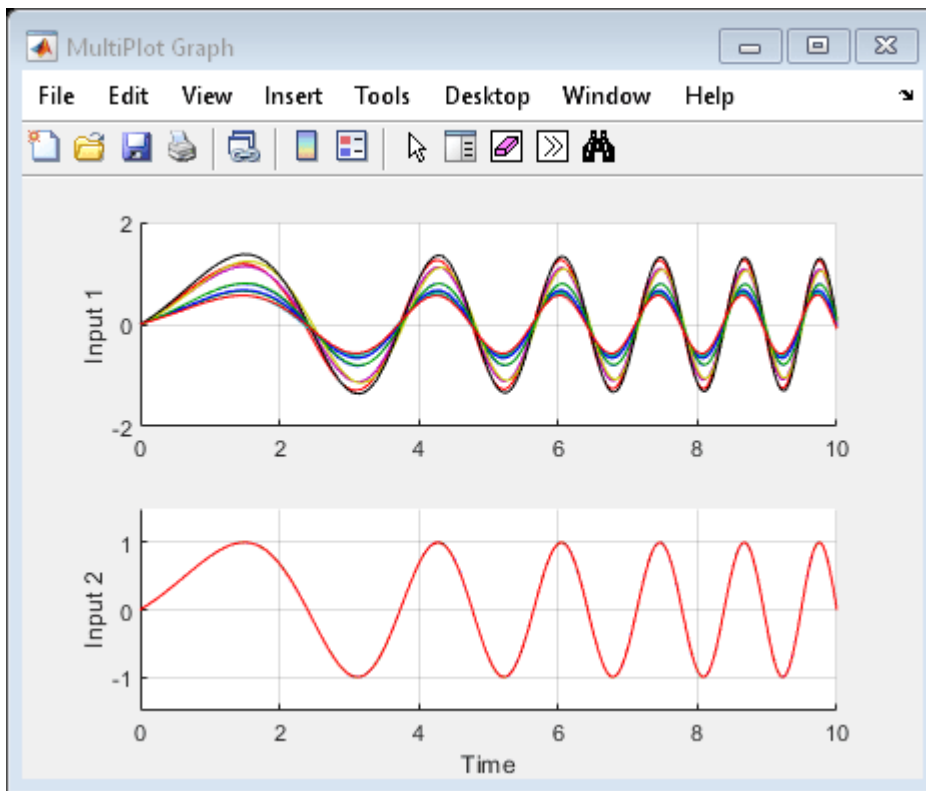 MultiPlot Graph
File Edit View Insert Tools Desktop Window Help
2
0
-2
Input 1
0 2 4 6 8 10
1
0
-1
Input 2
0 2 4 6 8 10
Time